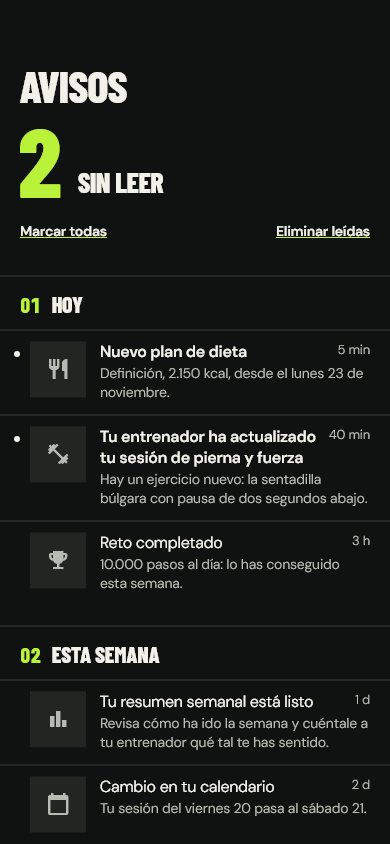 AVISOS
2 SIN LEER
Marcar todas
Eliminar leídas
01 HOY
Nuevo plan de dieta
5 min
Definición, 2.150 kcal, desde el lunes 23 de
noviembre.
Tu entrenador ha actualizado
40 min
tu sesión de pierna y fuerza
Hay un ejercicio nuevo: la sentadilla
búlgara con pausa de dos segundos abajo.
Reto completado
3 h
10.000 pasos al día: lo has conseguido
esta semana.
02 ESTA SEMANA
Tu resumen semanal está listo
1 d
Revisa cómo ha ido la semana y cuéntale a
tu entrenador qué tal te has sentido.
Cambio en tu calendario
2 d
Tu sesión del viernes 20 pasa al sábado 21.